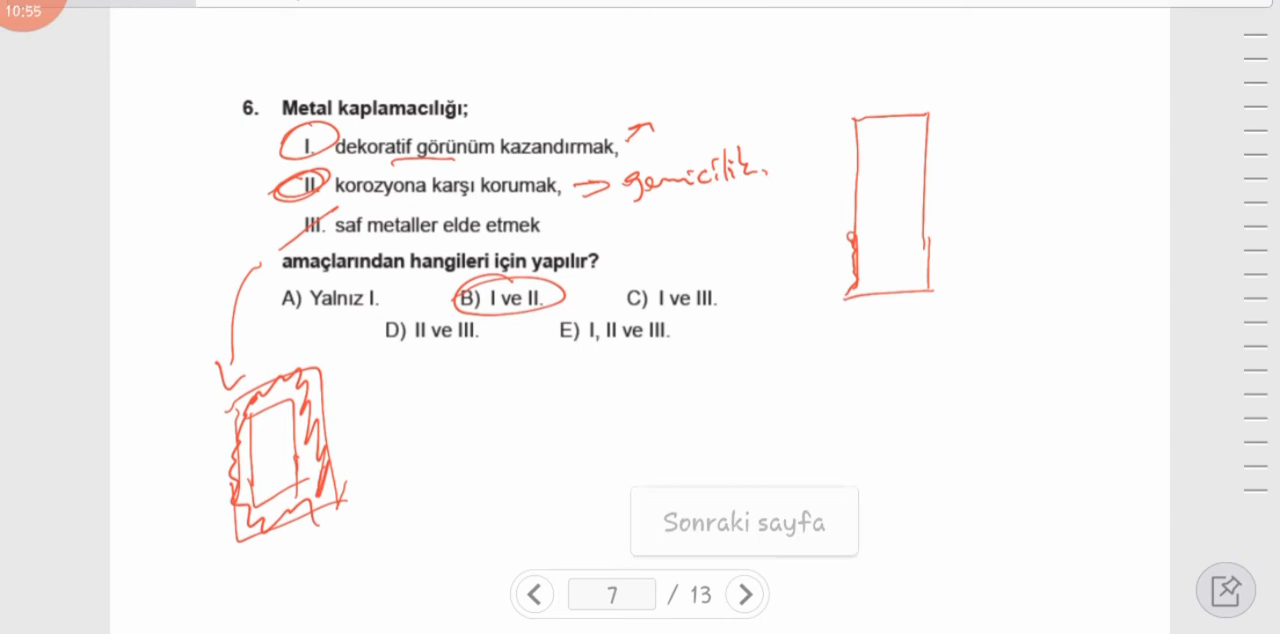 10:55
6. Metal kaplamacılığı;
I. dekoratif görünüm kazandırmak,
II. korozyona karşı korumak, → gemicilik.
III. saf metaller elde etmek
amaçlarından hangileri için yapılır?
A) Yalnız I. B) I ve II. C) I ve III.
D) II ve III. E) I, II ve III.
Sonraki sayfa
7 / 13